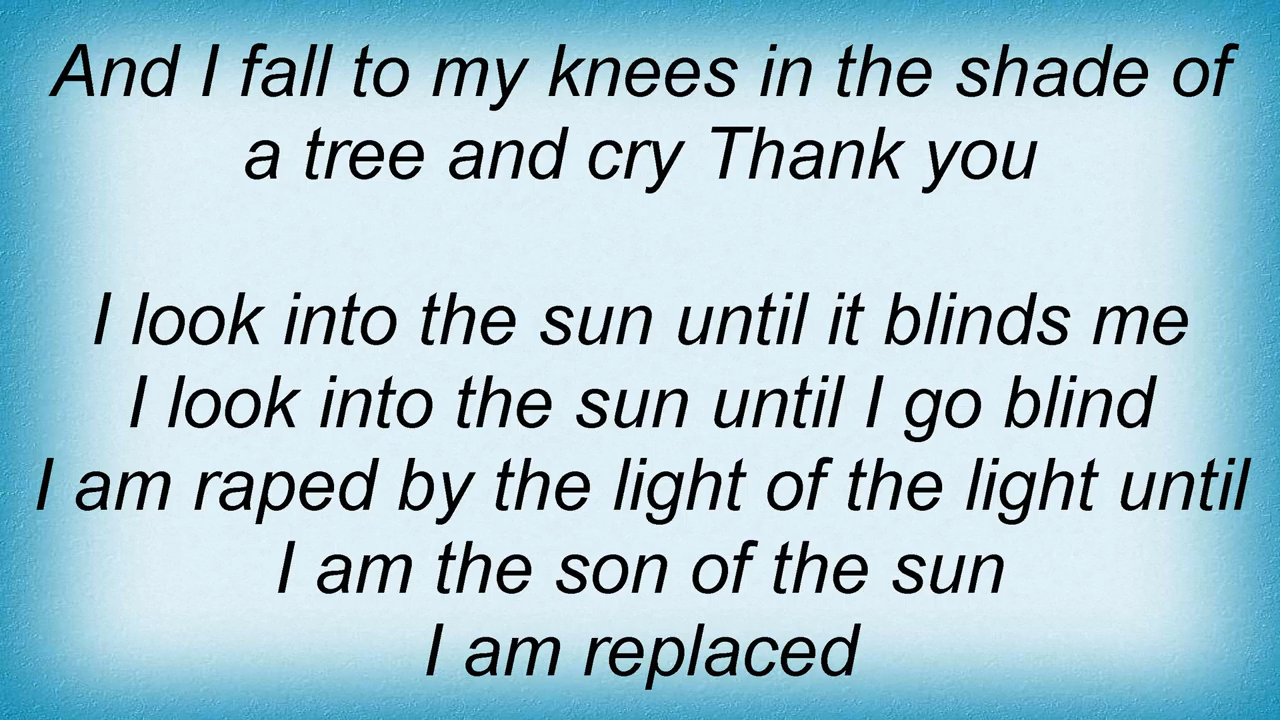 And I fall to my knees in the shade of
a tree and cry Thank you
I look into the sun until it blinds me
I look into the sun until I go blind
I am raped by the light of the light until
I am the son of the sun
I am replaced